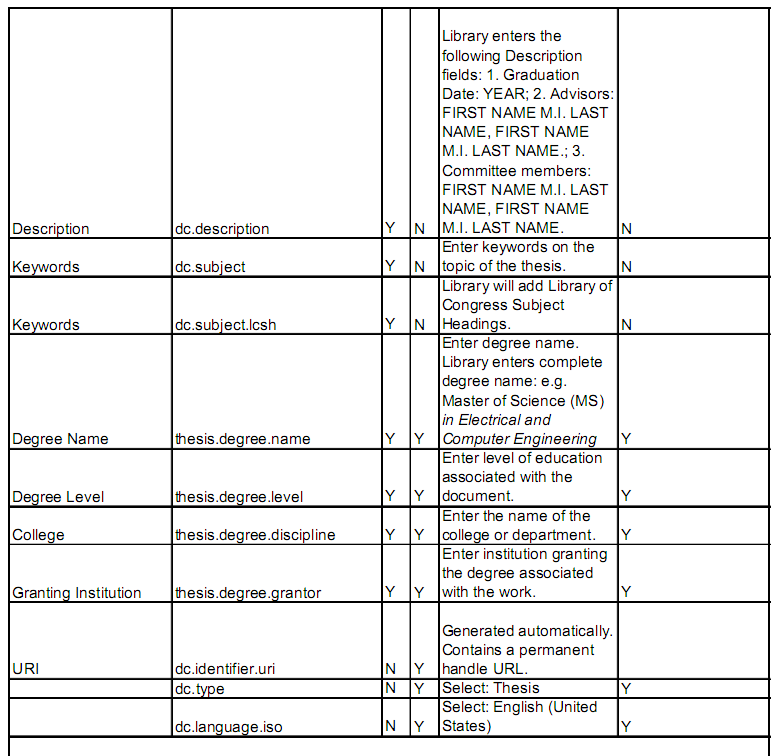 Library enters the
following Description
fields: 1. Graduation
Date: YEAR; 2. Advisors:
FIRST NAME M.I. LAST
NAME, FIRST NAME
M.I. LAST NAME.; 3.
Committee members:
FIRST NAME M.I. LAST
NAME, FIRST NAME
Description dc.description Y N M.I. LAST NAME. N
Enter keywords on the
Keywords dc.subject Y N topic of the thesis. N
Library will add Library of
Congress Subject
Keywords dc.subject.lcsh Y N Headings. N
Enter degree name.
Library enters complete
degree name: e.g.
Master of Science (MS)
in Electrical and
Degree Name thesis.degree.name Y Y Computer Engineering Y
Enter level of education
associated with the
Degree Level thesis.degree.level Y Y document. Y
Enter the name of the
College thesis.degree.discipline Y Y college or department. Y
Enter institution granting
the degree associated
Granting Institution thesis.degree.grantor Y Y with the work. Y
Generated automatically.
Contains a permanent
URI dc.identifier.uri N Y handle URL.
dc.type N Y Select: Thesis Y
Select: English (United
dc.language.iso N Y States) Y